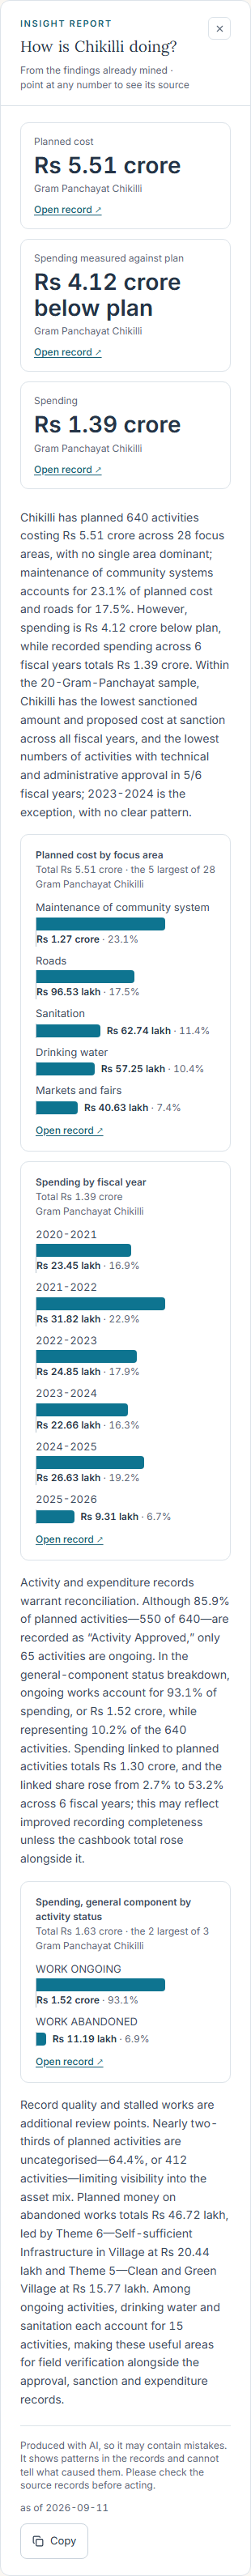 INSIGHT REPORT
How is Chikilli doing?
From the findings already mined ·
point at any number to see its source
Planned cost
Rs 5.51 crore
Gram Panchayat Chikilli
Open record ↗
Spending measured against plan
Rs 4.12 crore
below plan
Gram Panchayat Chikilli
Open record ↗
Spending
Rs 1.39 crore
Gram Panchayat Chikilli
Open record ↗
Chikilli has planned 640 activities
costing Rs 5.51 crore across 28 focus
areas, with no single area dominant;
maintenance of community systems
accounts for 23.1% of planned cost
and roads for 17.5%. However,
spending is Rs 4.12 crore below plan,
while recorded spending across 6
fiscal years totals Rs 1.39 crore. Within
the 20-Gram-Panchayat sample,
Chikilli has the lowest sanctioned
amount and proposed cost at sanction
across all fiscal years, and the lowest
numbers of activities with technical
and administrative approval in 5/6
fiscal years; 2023-2024 is the
exception, with no clear pattern.
Planned cost by focus area
Total Rs 5.51 crore · the 5 largest of 28
Gram Panchayat Chikilli
Maintenance of community system
Rs 1.27 crore · 23.1%
Roads
Rs 96.53 lakh · 17.5%
Sanitation
Rs 62.74 lakh · 11.4%
Drinking water
Rs 57.25 lakh · 10.4%
Markets and fairs
Rs 40.63 lakh · 7.4%
Open record ↗
Spending by fiscal year
Total Rs 1.39 crore
Gram Panchayat Chikilli
2020-2021
Rs 23.45 lakh · 16.9%
2021-2022
Rs 31.82 lakh · 22.9%
2022-2023
Rs 24.85 lakh · 17.9%
2023-2024
Rs 22.66 lakh · 16.3%
2024-2025
Rs 26.63 lakh · 19.2%
2025-2026
Rs 9.31 lakh · 6.7%
Open record ↗
Activity and expenditure records
warrant reconciliation. Although 85.9%
of planned activities—550 of 640—are
recorded as “Activity Approved,” only
65 activities are ongoing. In the
general-component status breakdown,
ongoing works account for 93.1% of
spending, or Rs 1.52 crore, while
representing 10.2% of the 640
activities. Spending linked to planned
activities totals Rs 1.30 crore, and the
linked share rose from 2.7% to 53.2%
across 6 fiscal years; this may reflect
improved recording completeness
unless the cashbook total rose
alongside it.
Spending, general component by
activity status
Total Rs 1.63 crore · the 2 largest of 3
Gram Panchayat Chikilli
WORK ONGOING
Rs 1.52 crore · 93.1%
WORK ABANDONED
Rs 11.19 lakh · 6.9%
Open record ↗
Record quality and stalled works are
additional review points. Nearly two-
thirds of planned activities are
uncategorised—64.4%, or 412
activities—limiting visibility into the
asset mix. Planned money on
abandoned works totals Rs 46.72 lakh,
led by Theme 6—Self-sufficient
Infrastructure in Village at Rs 20.44
lakh and Theme 5—Clean and Green
Village at Rs 15.77 lakh. Among
ongoing activities, drinking water and
sanitation each account for 15
activities, making these useful areas
for field verification alongside the
approval, sanction and expenditure
records.
Produced with AI, so it may contain mistakes.
It shows patterns in the records and cannot
tell what caused them. Please check the
source records before acting.
as of 2026-09-11
Copy